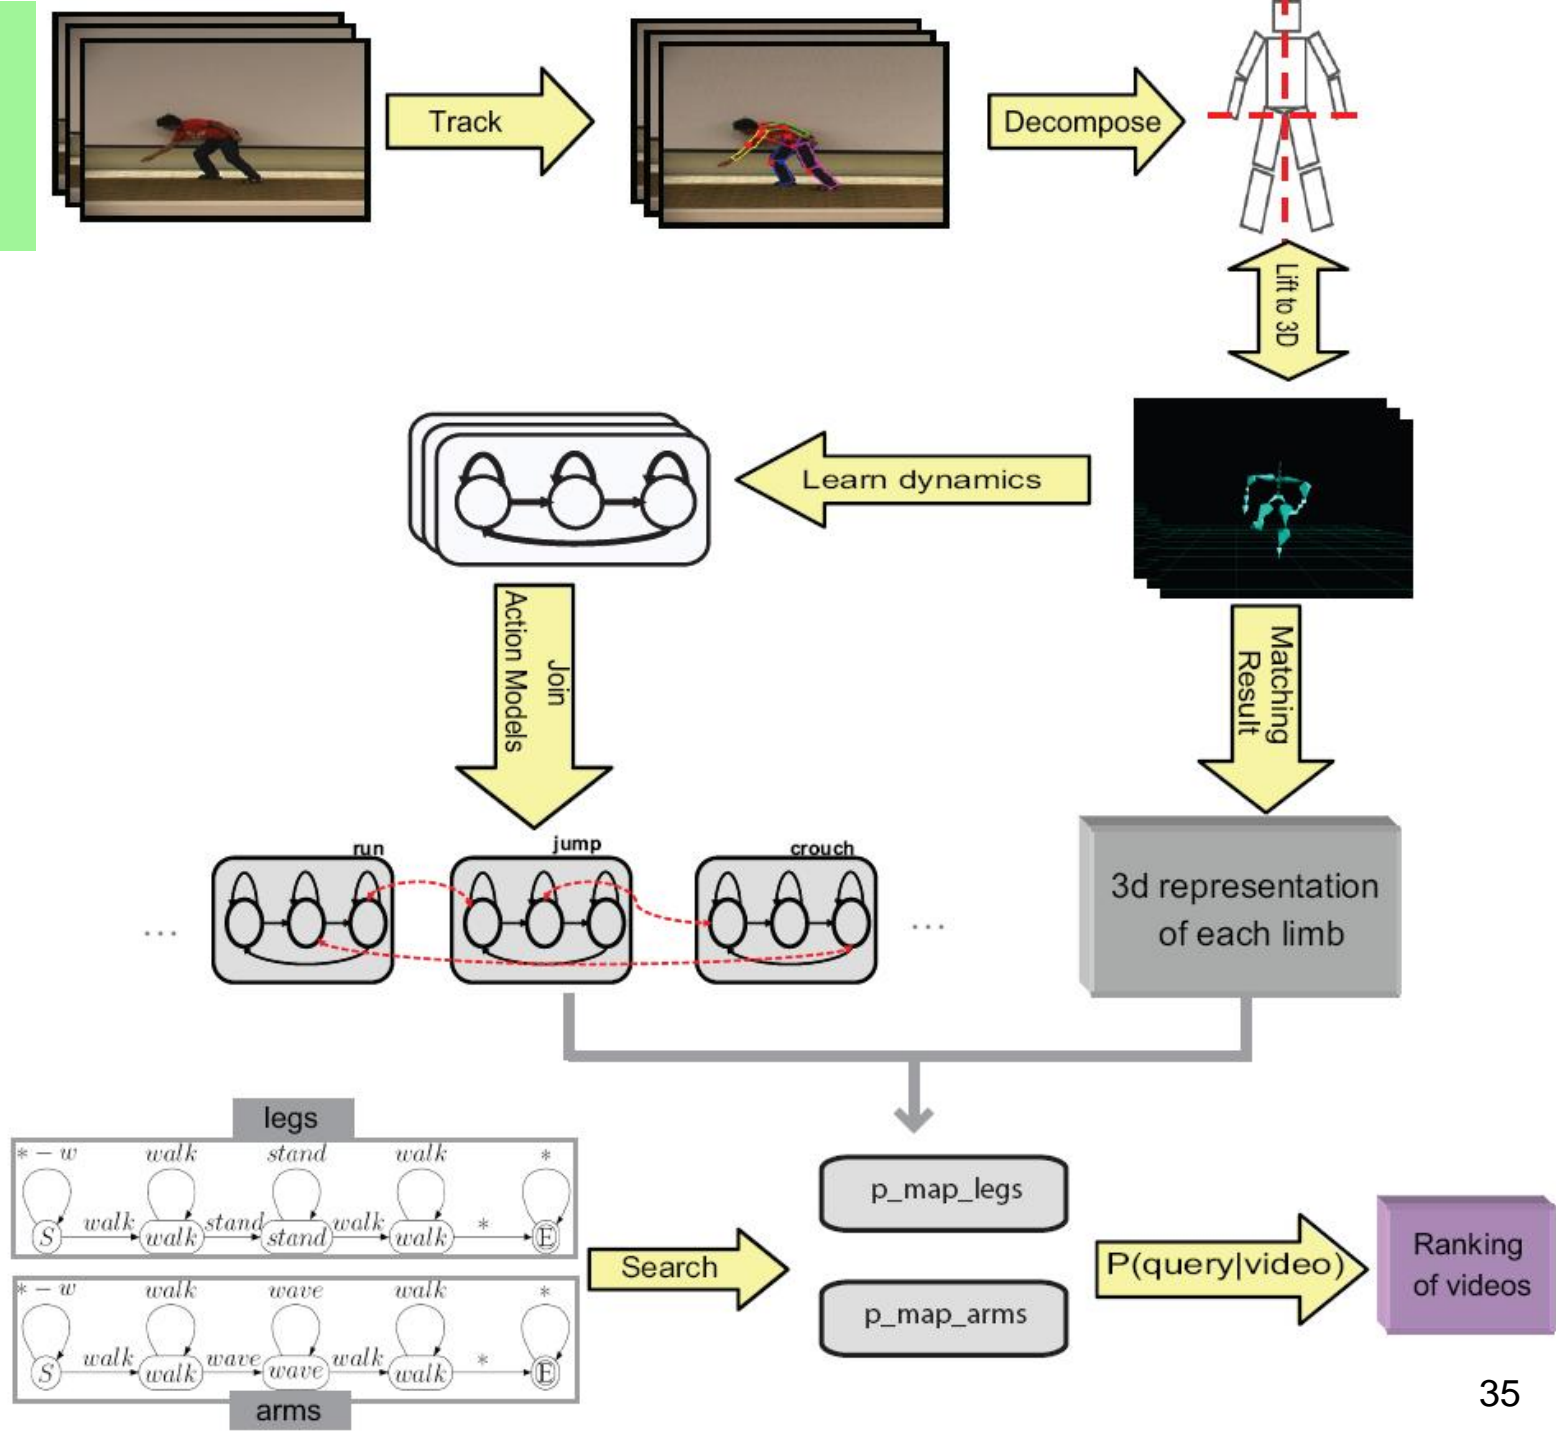 Track
Decompose
Lift to 3D
Learn dynamics
Join
Action Models
Matching
Result
run
jump
crouch
...
...
3d representation
of each limb
legs
* − w walk stand walk *
walk stand walk *
S walk stand walk E
p_map_legs
Search
P(query|video)
Ranking
of videos
* − w walk wave walk *
walk wave walk *
S walk wave walk E
p_map_arms
arms
35